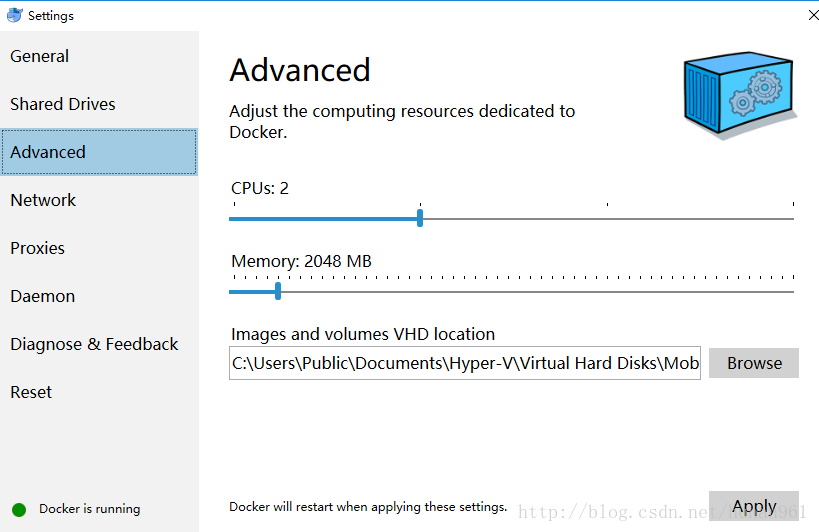 Settings
General
Shared Drives
Advanced
Network
Proxies
Daemon
Diagnose & Feedback
Reset
Docker is running
Advanced
Adjust the computing resources dedicated to
Docker.
CPUs: 2
Memory: 2048 MB
Images and volumes VHD location
C:\Users\Public\Documents\Hyper-V\Virtual Hard Disks\Mob
Browse
Docker will restart when applying these settings.
Apply
http://blog.csdn.net/